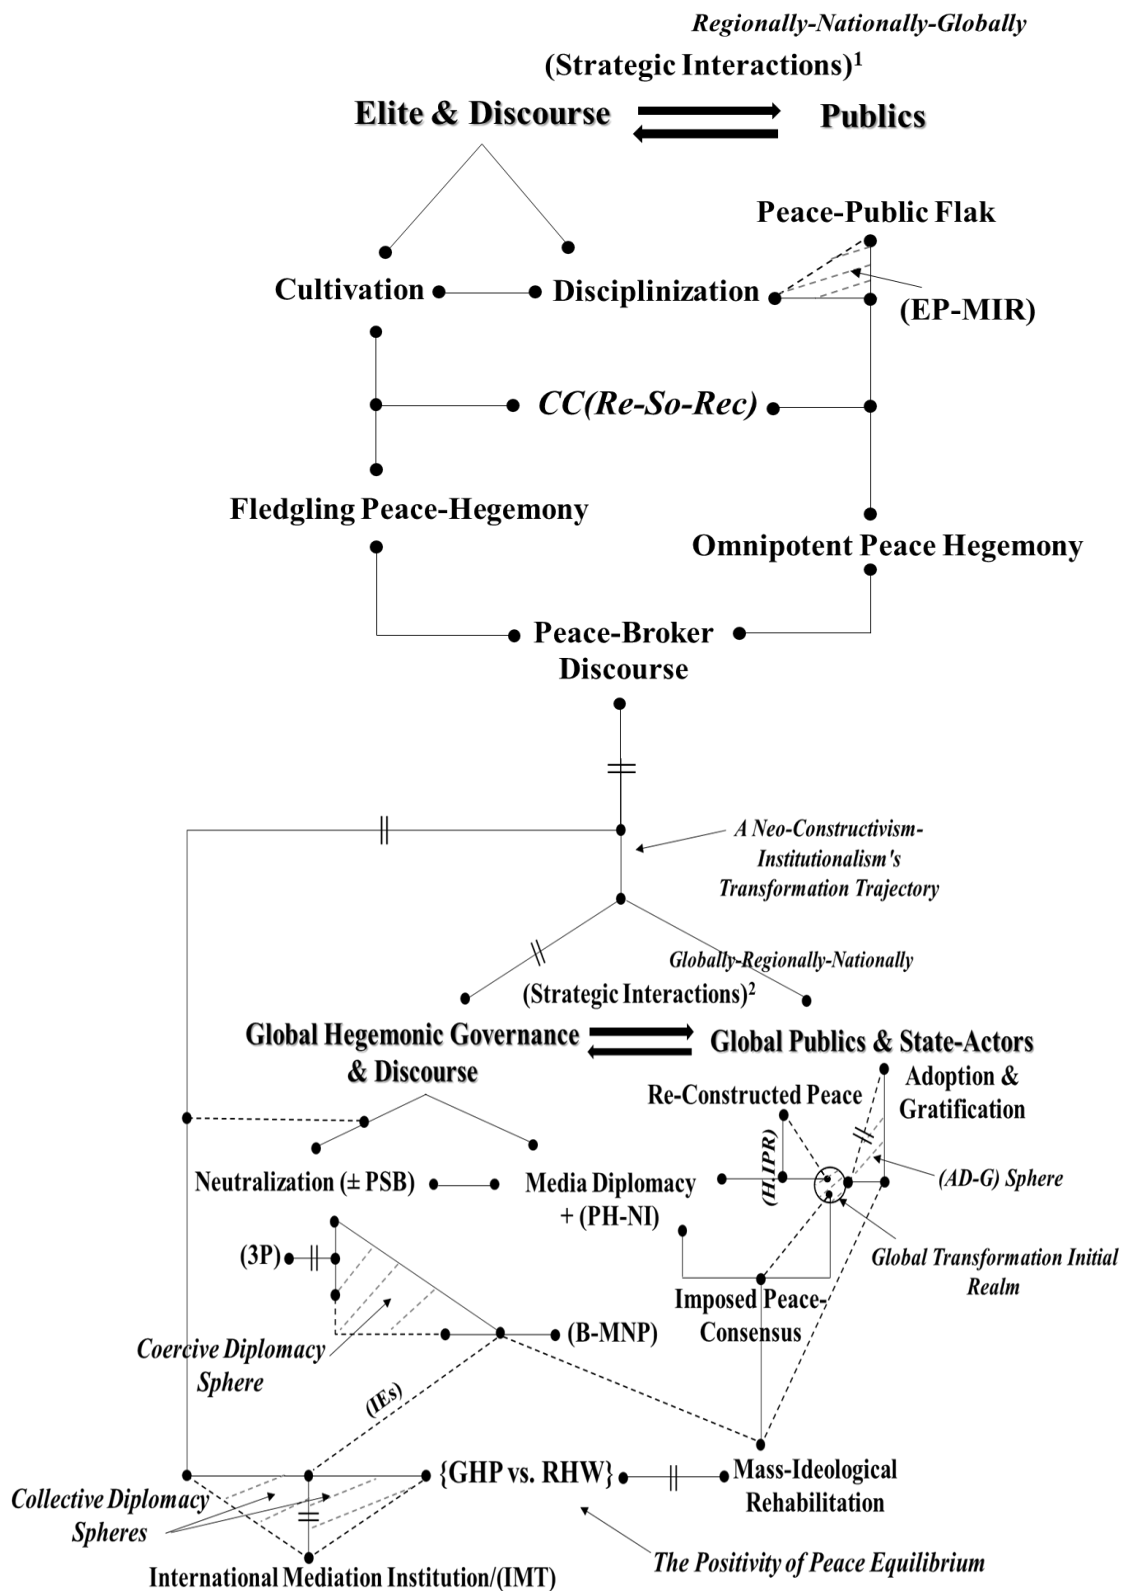 Regionally-Nationally-Globally
(Strategic Interactions)¹
Elite & Discourse
Publics
Peace-Public Flak
Cultivation
Disciplinization
(EP-MIR)
CC(Re-So-Rec)
Fledgling Peace-Hegemony
Omnipotent Peace Hegemony
Peace-Broker
Discourse
A Neo-Constructivism-
Institutionalism's
Transformation Trajectory
Globally-Regionally-Nationally
(Strategic Interactions)²
Global Hegemonic Governance
& Discourse
Global Publics & State-Actors
Adoption &
Gratification
Re-Constructed Peace
(H.IPR)
(AD-G) Sphere
Neutralization (± PSB)
Media Diplomacy
+ (PH-NI)
(3P)
Global Transformation Initial
Realm
Imposed Peace-
Consensus
(B-MNP)
Coercive Diplomacy
Sphere
(IEs)
{GHP vs. RHW}
Mass-Ideological
Rehabilitation
Collective Diplomacy
Spheres
International Mediation Institution/(IMT)
The Positivity of Peace Equilibrium